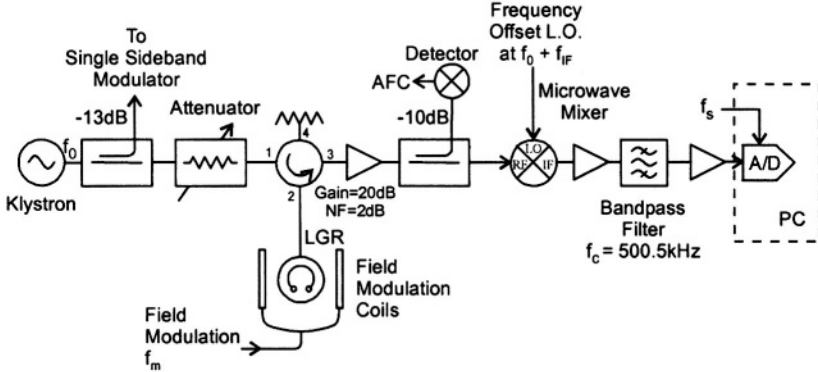 To
Single Sideband
Modulator
-13dB
f0
Klystron
Attenuator
1
4
3
2
Gain=20dB
NF=2dB
LGR
Field
Modulation
Coils
Field
Modulation
fm
AFC
Detector
-10dB
Frequency
Offset L.O.
at f0 + fIF
Microwave
Mixer
L.O.
RF
IF
Bandpass
Filter
fc = 500.5kHz
fs
A/D
PC